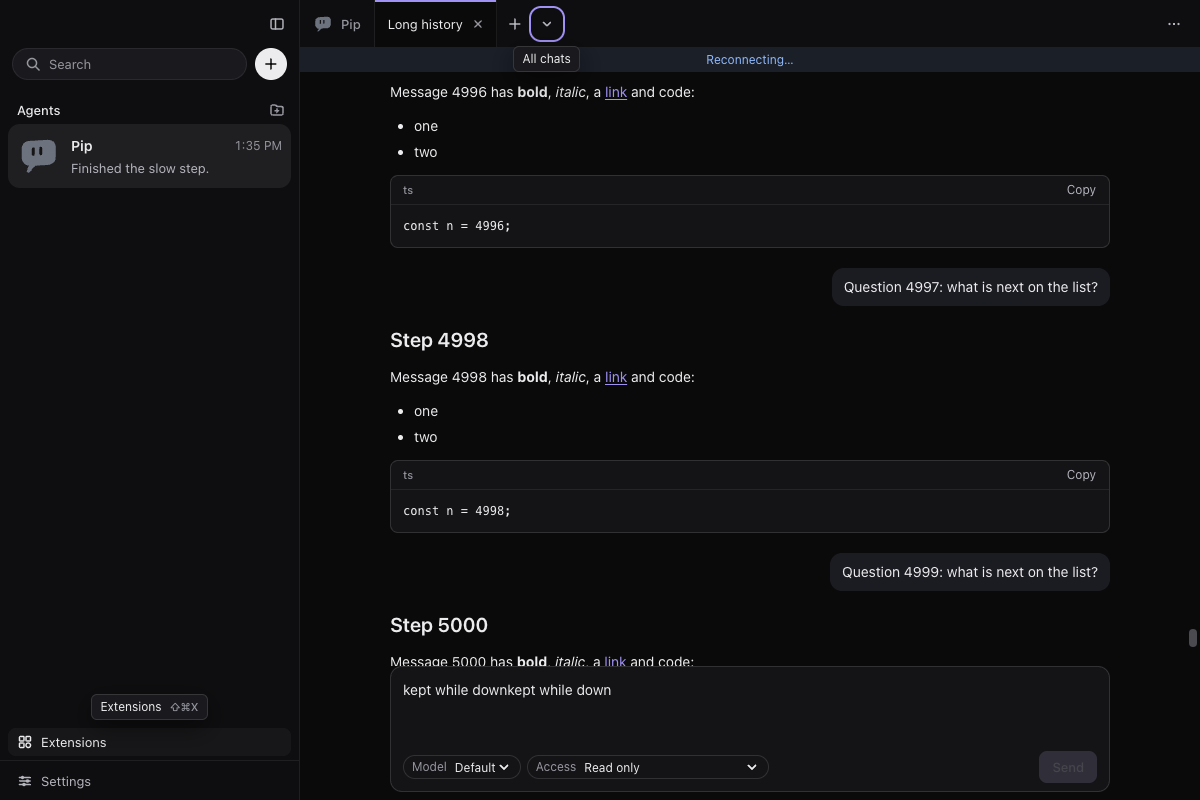 Search
Agents
Pip
1:35 PM
Finished the slow step.
Extensions ⇧⌘X
Extensions
Settings
Pip
Long history
All chats
Reconnecting…
Message 4996 has bold, italic, a link and code:
• one
• two
ts
Copy
const n = 4996;
Question 4997: what is next on the list?
Step 4998
Message 4998 has bold, italic, a link and code:
• one
• two
ts
Copy
const n = 4998;
Question 4999: what is next on the list?
Step 5000
Message 5000 has bold, italic, a link and code:
kept while downkept while down
Model Default
Access Read only
Send